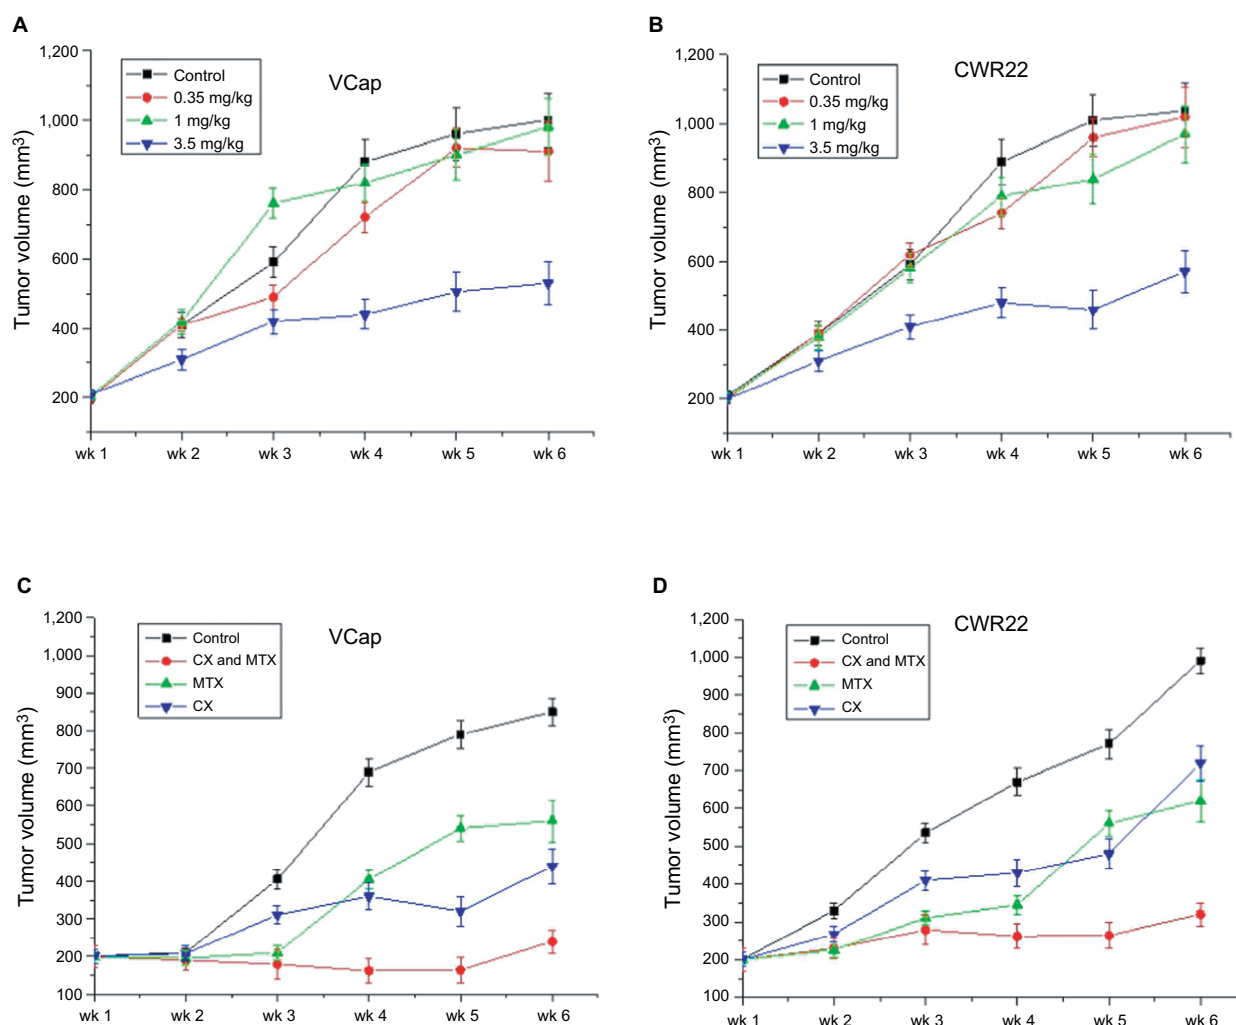 A
VCap
Control
0.35 mg/kg
1 mg/kg
3.5 mg/kg
Tumor volume (mm3)
1,200
1,000
800
600
400
200
wk 1 wk 2 wk 3 wk 4 wk 5 wk 6
B
CWR22
Control
0.35 mg/kg
1 mg/kg
3.5 mg/kg
Tumor volume (mm3)
1,200
1,000
800
600
400
200
wk 1 wk 2 wk 3 wk 4 wk 5 wk 6
C
VCap
Control
CX and MTX
MTX
CX
Tumor volume (mm3)
1,200
1,000
900
800
700
600
500
400
300
200
100
wk 1 wk 2 wk 3 wk 4 wk 5 wk 6
D
CWR22
Control
CX and MTX
MTX
CX
Tumor volume (mm3)
1,200
1,000
900
800
700
600
500
400
300
200
100
wk 1 wk 2 wk 3 wk 4 wk 5 wk 6